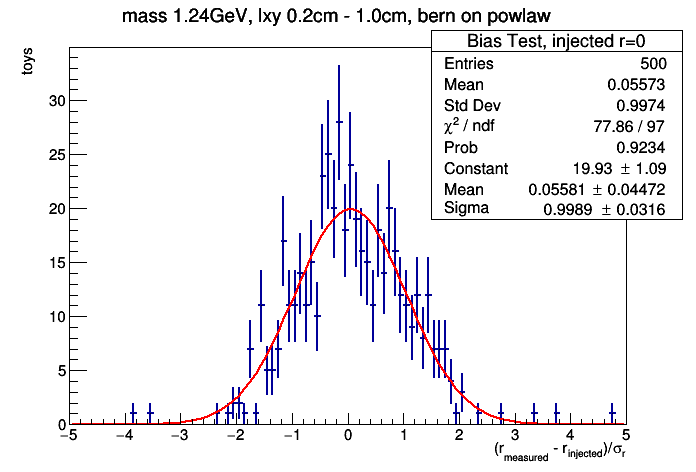 mass 1.24GeV, lxy 0.2cm - 1.0cm, bern on powlaw
Bias Test, injected r=0
Entries 500
Mean 0.05573
Std Dev 0.9974
χ² / ndf 77.86 / 97
Prob 0.9234
Constant 19.93 ± 1.09
Mean 0.05581 ± 0.04472
Sigma 0.9989 ± 0.0316
toys
30
25
20
15
10
5
0
−5 −4 −3 −2 −1 0 1 2 3 4 5
(r_measured - r_injected)/σ_r